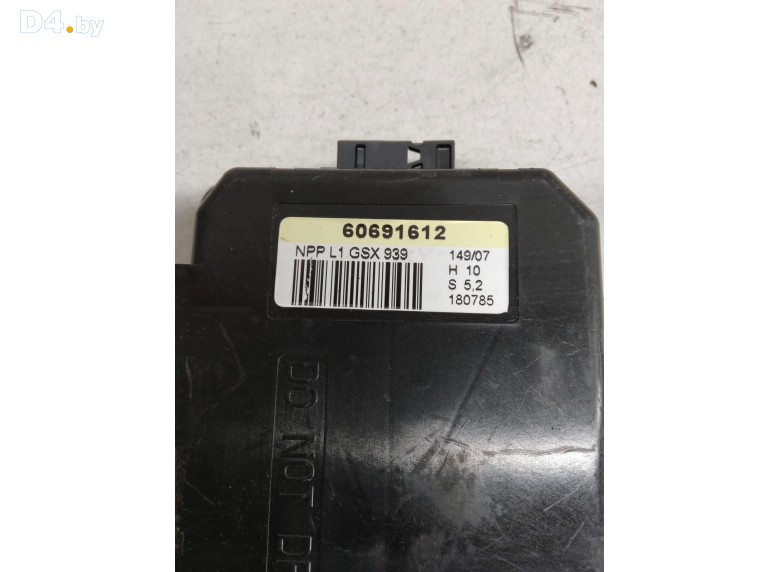 D4.by
60691612
NPP L1 GSX 939
149/07
H 10
S 5,2
180785
DO NOT